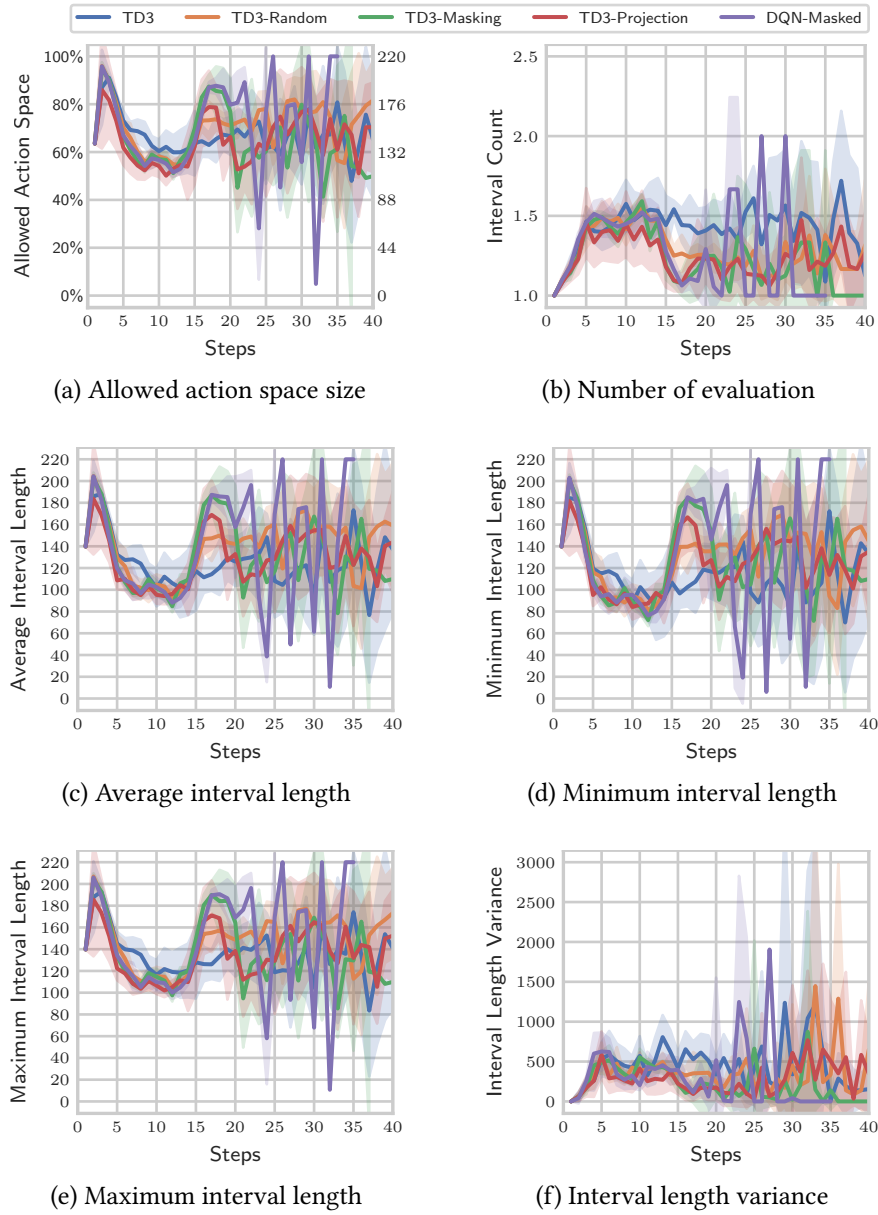 TD3 TD3-Random TD3-Masking TD3-Projection DQN-Masked
100%
80%
60%
40%
20%
0%
220
176
132
88
44
0
Allowed Action Space
0 5 10 15 20 25 30 35 40
Steps
(a) Allowed action space size
2.0
1.5
1.0
Interval Count
0 5 10 15 20 25 30 35 40
Steps
(b) Number of evaluation
220
200
180
160
140
120
100
80
60
40
20
0
Average Interval Length
0 5 10 15 20 25 30 35 40
Steps
(c) Average interval length
220
200
180
160
140
120
100
80
60
40
20
0
Minimum Interval Length
0 5 10 15 20 25 30 35 40
Steps
(d) Minimum interval length
220
200
180
160
140
120
100
80
60
40
20
0
Maximum Interval Length
0 5 10 15 20 25 30 35 40
Steps
(e) Maximum interval length
3000
2500
2000
1500
1000
500
0
Interval Length Variance
0 5 10 15 20 25 30 35 40
Steps
(f) Interval length variance